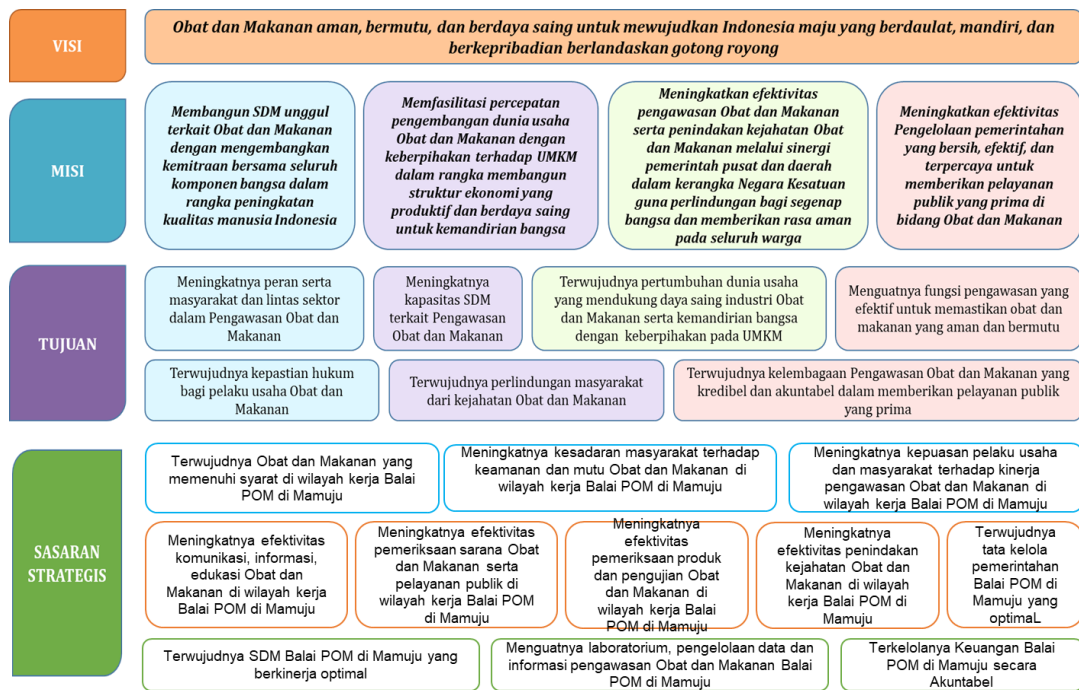 VISI
Obat dan Makanan aman, bermutu, dan berdaya saing untuk mewujudkan Indonesia maju yang berdaulat, mandiri, dan
berkepribadian berlandaskan gotong royong
MISI
Membangun SDM unggul
terkait Obat dan Makanan
dengan mengembangkan
kemitraan bersama seluruh
komponen bangsa dalam
rangka peningkatan
kualitas manusia Indonesia
Memfasilitasi percepatan
pengembangan dunia usaha
Obat dan Makanan dengan
keberpihakan terhadap UMKM
dalam rangka membangun
struktur ekonomi yang
produktif dan berdaya saing
untuk kemandirian bangsa
Meningkatkan efektivitas
pengawasan Obat dan Makanan
serta penindakan kejahatan Obat
dan Makanan melalui sinergi
pemerintah pusat dan daerah
dalam kerangka Negara Kesatuan
guna perlindungan bagi segenap
bangsa dan memberikan rasa aman
pada seluruh warga
Meningkatkan efektivitas
Pengelolaan pemerintahan
yang bersih, efektif, dan
terpercaya untuk
memberikan pelayanan
publik yang prima di
bidang Obat dan Makanan
TUJUAN
Meningkatnya peran serta
masyarakat dan lintas sektor
dalam Pengawasan Obat dan
Makanan
Meningkatnya
kapasitas SDM
terkait Pengawasan
Obat dan Makanan
Terwujudnya pertumbuhan dunia usaha
yang mendukung daya saing industri Obat
dan Makanan serta kemandirian bangsa
dengan keberpihakan pada UMKM
Menguatnya fungsi pengawasan yang
efektif untuk memastikan obat dan
makanan yang aman dan bermutu
Terwujudnya kepastian hukum
bagi pelaku usaha Obat dan
Makanan
Terwujudnya perlindungan masyarakat
dari kejahatan Obat dan Makanan
Terwujudnya kelembagaan Pengawasan Obat dan Makanan yang
kredibel dan akuntabel dalam memberikan pelayanan publik
yang prima
SASARAN
STRATEGIS
Terwujudnya Obat dan Makanan yang
memenuhi syarat di wilayah kerja Balai
POM di Mamuju
Meningkatnya kesadaran masyarakat terhadap
keamanan dan mutu Obat dan Makanan di
wilayah kerja Balai POM di Mamuju
Meningkatnya kepuasan pelaku usaha
dan masyarakat terhadap kinerja
pengawasan Obat dan Makanan di
wilayah kerja Balai POM di Mamuju
Meningkatnya efektivitas
komunikasi, informasi,
edukasi Obat dan
Makanan di wilayah kerja
Balai POM di Mamuju
Meningkatnya efektivitas
pemeriksaan sarana Obat
dan Makanan serta
pelayanan publik di
wilayah kerja Balai POM
di Mamuju
Meningkatnya
efektivitas
pemeriksaan produk
dan pengujian Obat
dan Makanan di
wilayah kerja Balai
POM di Mamuju
Meningkatnya
efektivitas penindakan
kejahatan Obat dan
Makanan di wilayah
kerja Balai POM di
Mamuju
Terwujudnya
tata kelola
pemerintahan
Balai POM di
Mamuju yang
optimaL
Terwujudnya SDM Balai POM di Mamuju yang
berkinerja optimal
Menguatnya laboratorium, pengelolaan data dan
informasi pengawasan Obat dan Makanan Balai
POM di Mamuju
Terkelolanya Keuangan Balai
POM di Mamuju secara
Akuntabel